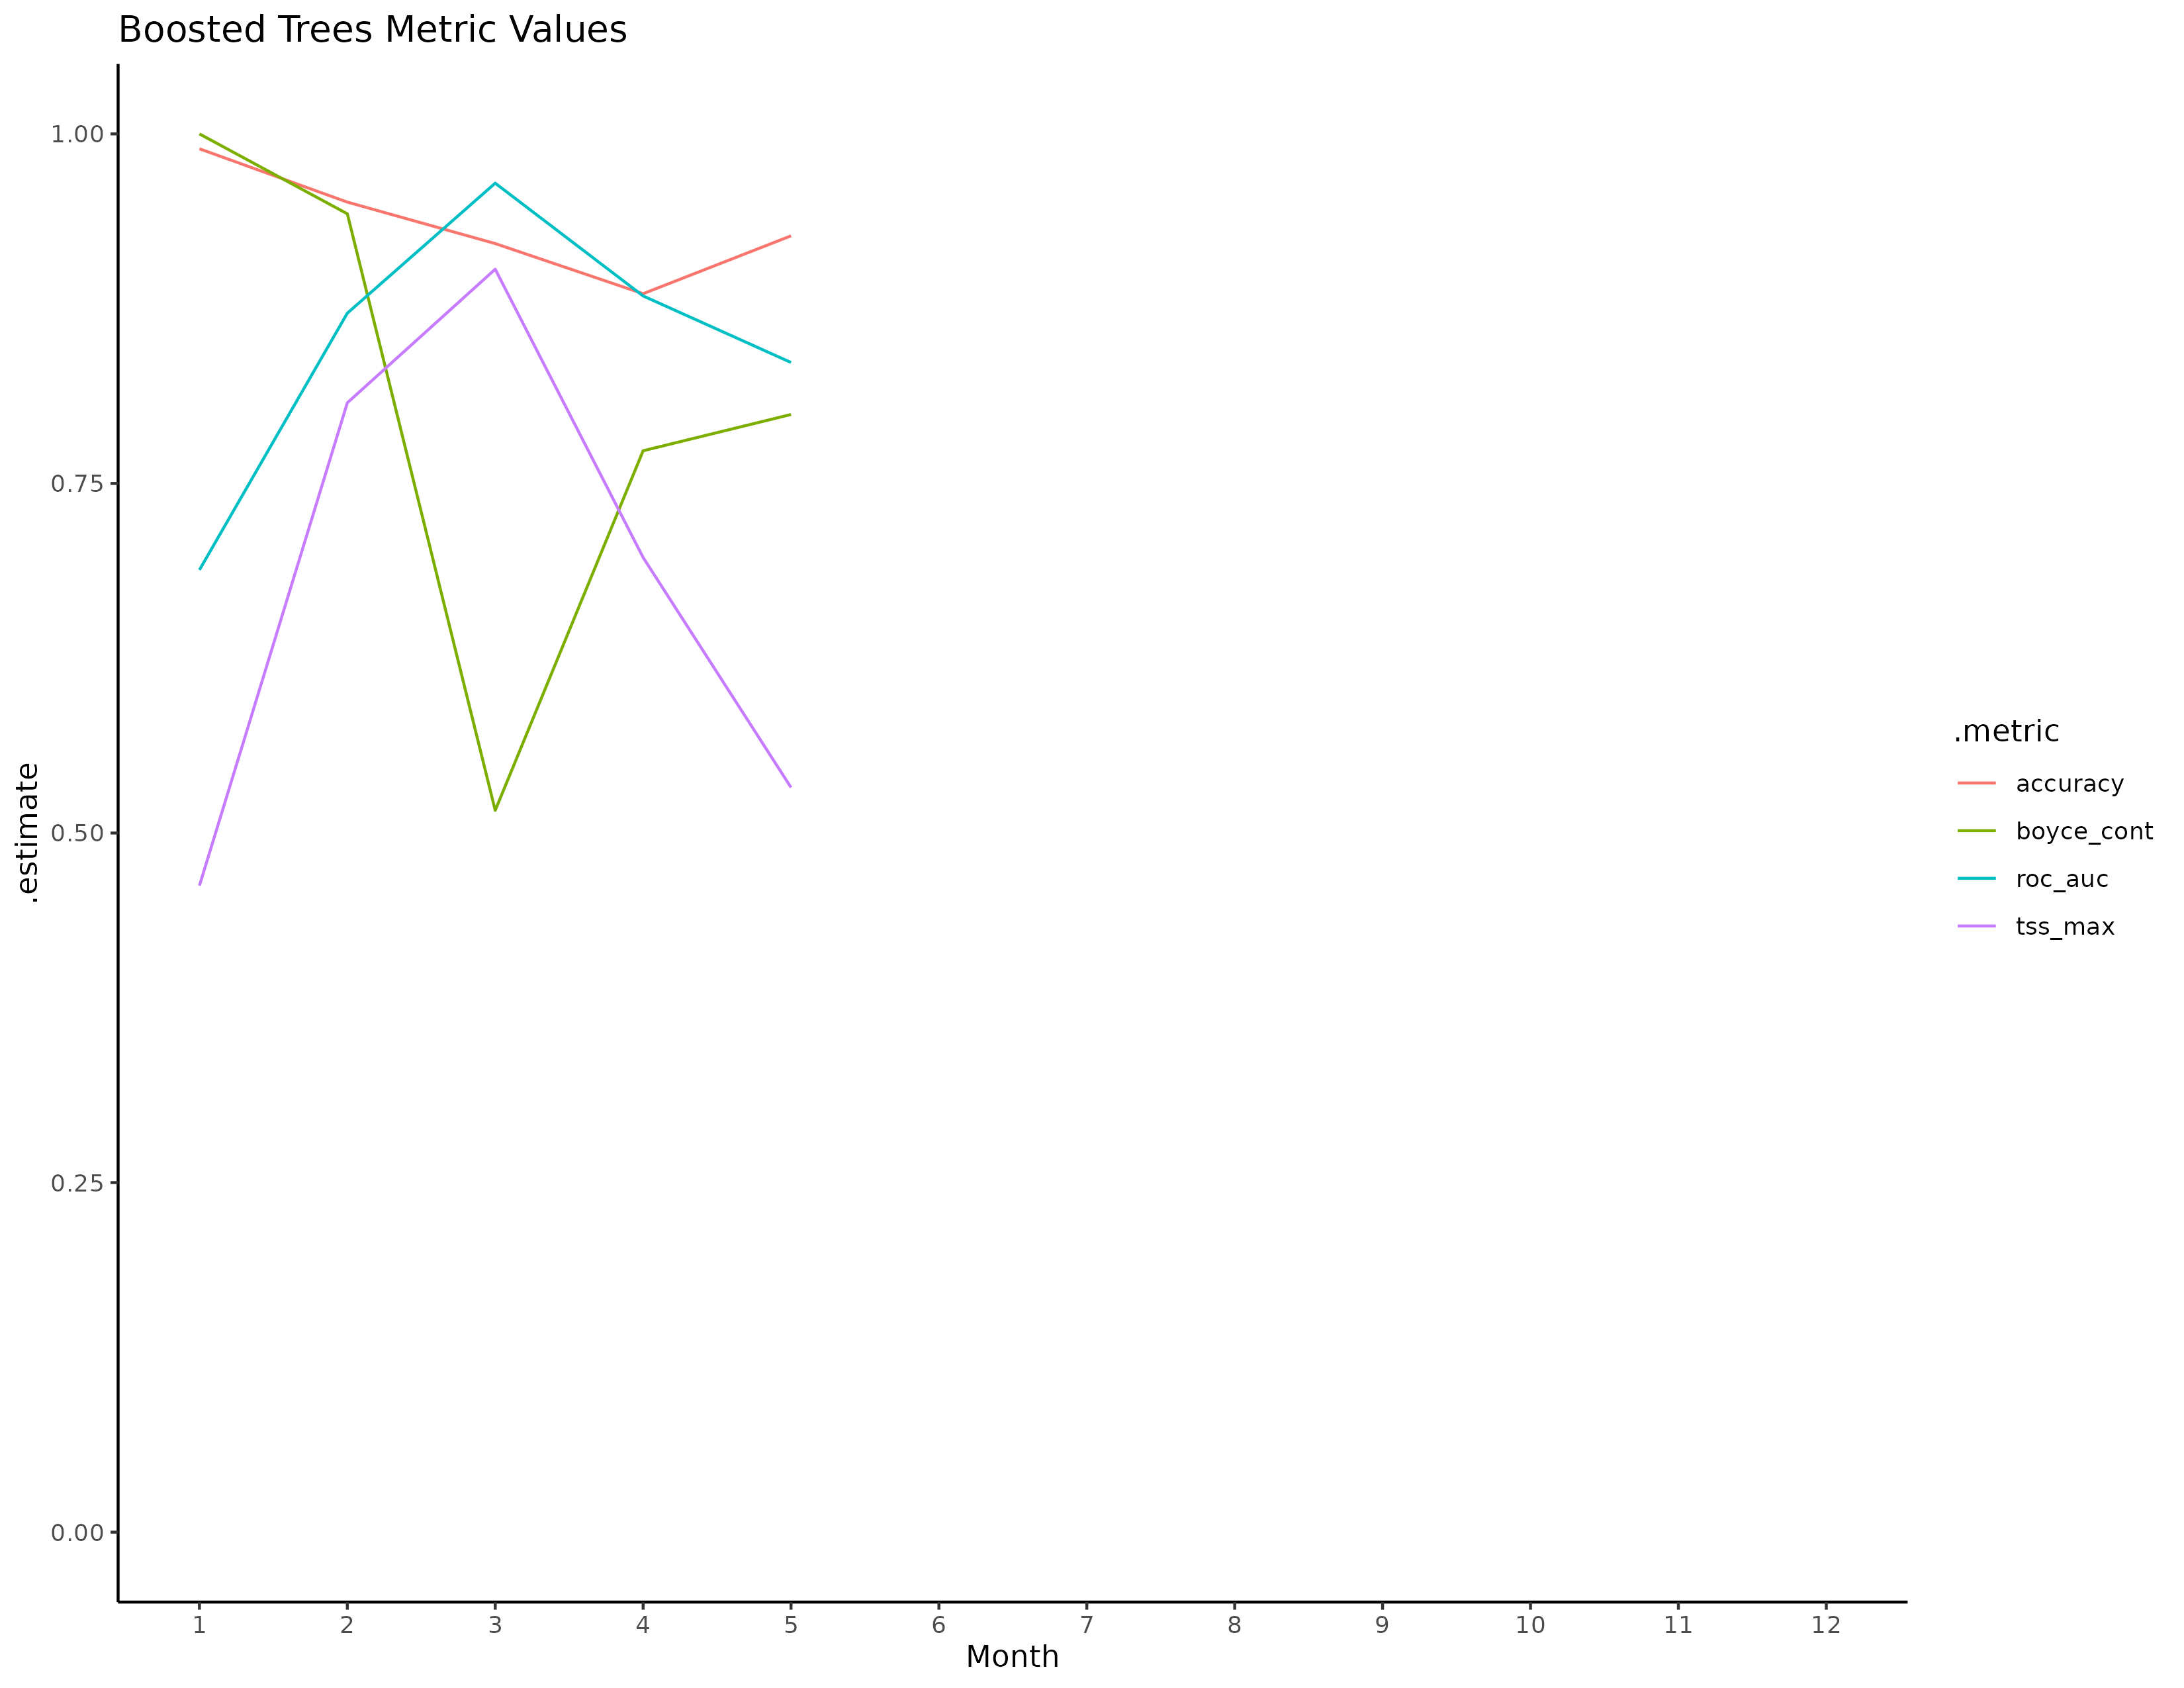 Boosted Trees Metric Values
1.00
0.75
0.50
0.25
0.00
.estimate
1 2 3 4 5 6 7 8 9 10 11 12
Month
.metric
accuracy
boyce_cont
roc_auc
tss_max